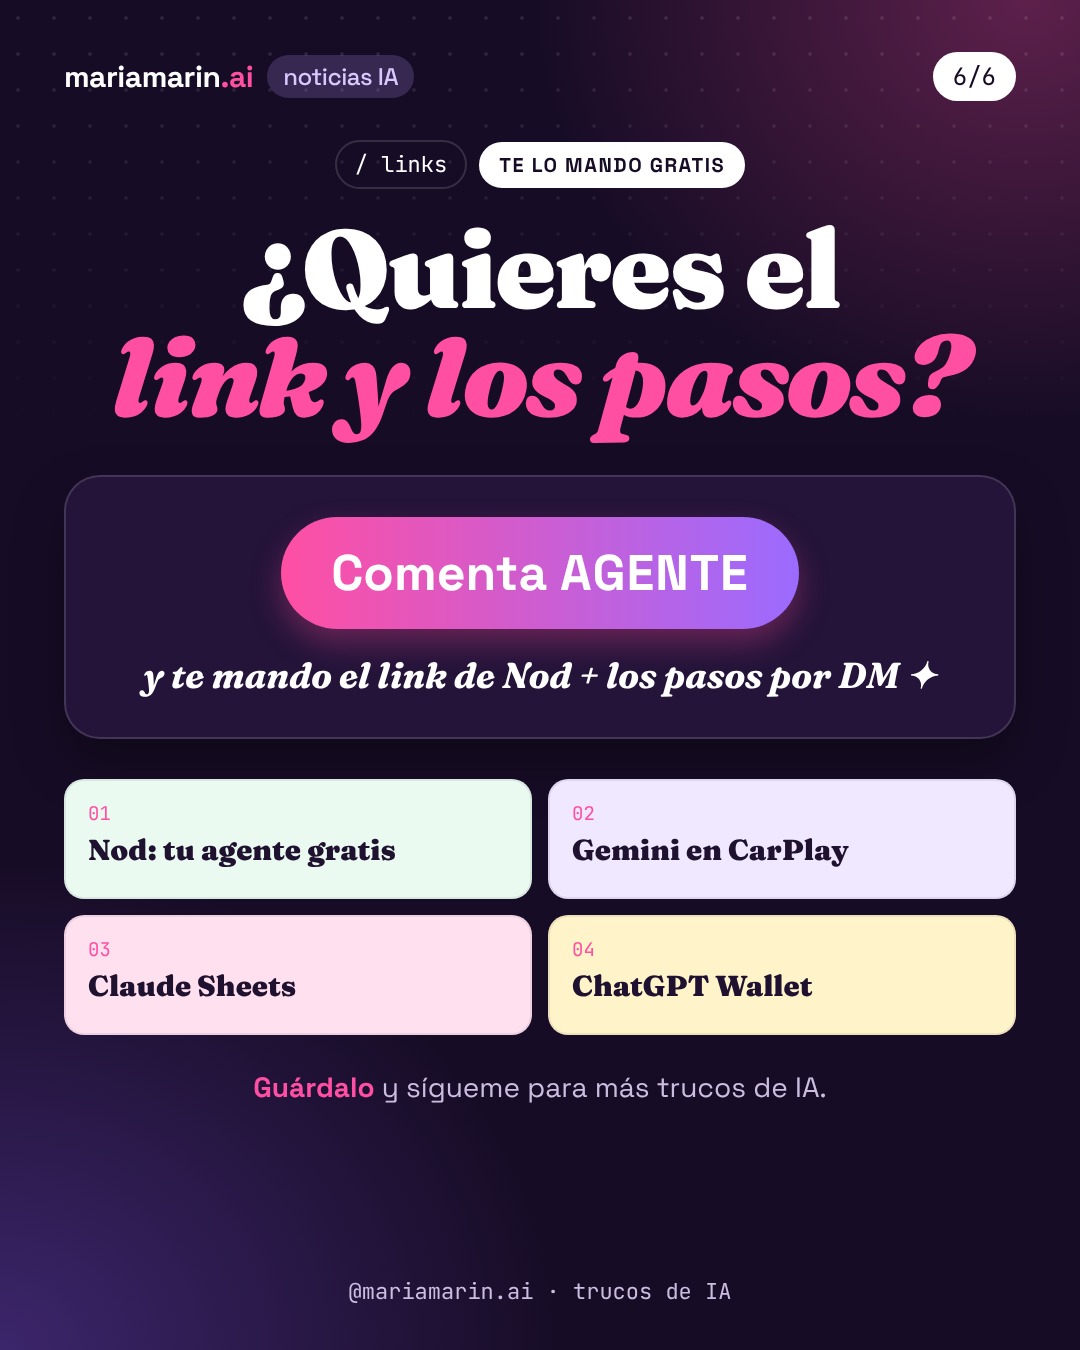 mariamarin.ai noticias IA 6/6
/ links TE LO MANDO GRATIS
¿Quieres el
link y los pasos?
Comenta AGENTE
y te mando el link de Nod + los pasos por DM ✦
01
Nod: tu agente gratis
02
Gemini en CarPlay
03
Claude Sheets
04
ChatGPT Wallet
Guárdalo y sígueme para más trucos de IA.
@mariamarin.ai · trucos de IA